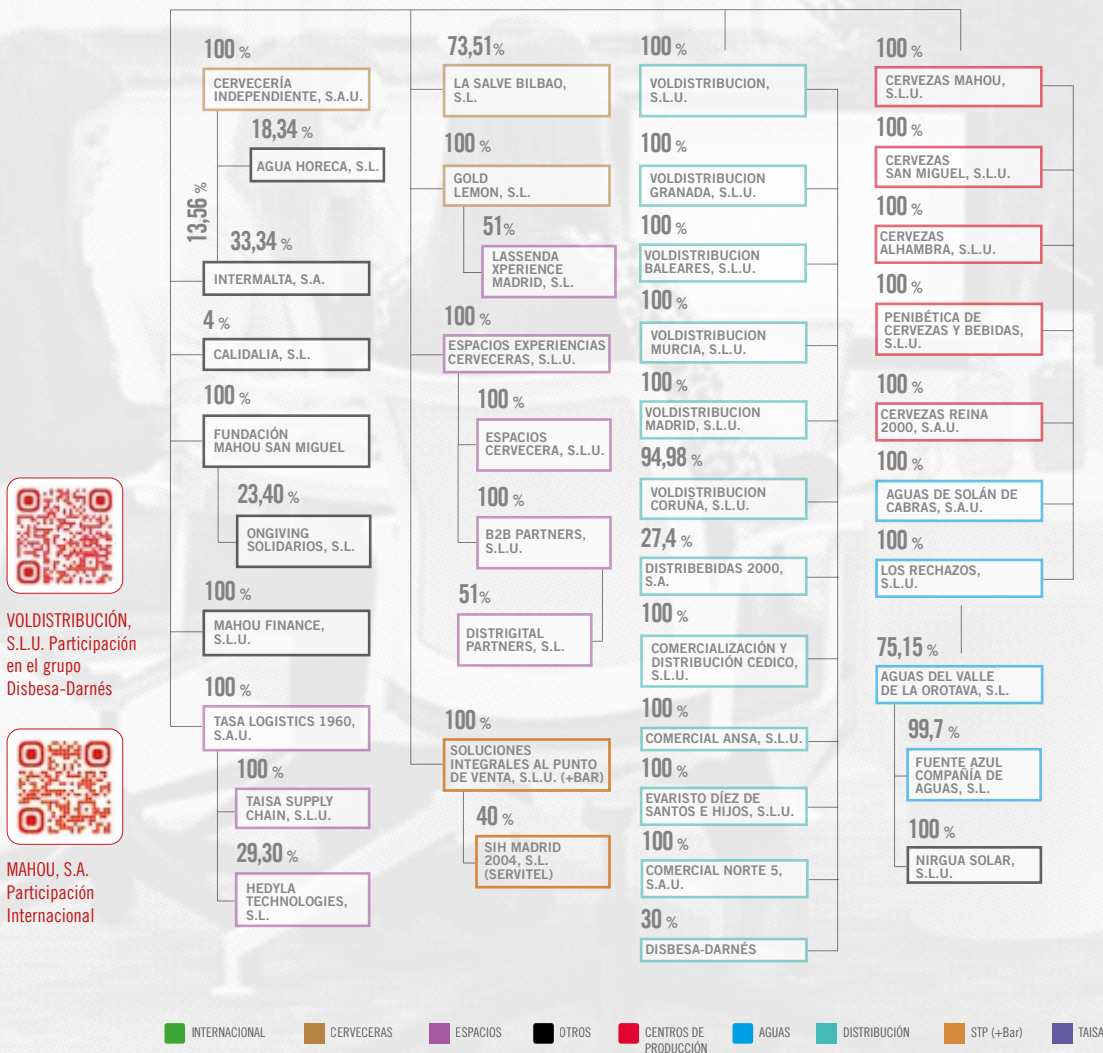 100 %
CERVECERÍA
INDEPENDIENTE, S.A.U.
18,34 %
AGUA HORECA, S.L.
13,56 %
33,34 %
INTERMALTA, S.A.
4 %
CALIDALIA, S.L.
100 %
FUNDACIÓN
MAHOU SAN MIGUEL
23,40 %
ONGIVING
SOLIDARIOS, S.L.
100 %
MAHOU FINANCE,
S.L.U.
100 %
TASA LOGISTICS 1960,
S.A.U.
100 %
TAISA SUPPLY
CHAIN, S.L.U.
29,30 %
HEDYLA
TECHNOLOGIES,
S.L.
73,51%
LA SALVE BILBAO,
S.L.
100 %
GOLD
LEMON, S.L.
51%
LASSENDA
XPERIENCE
MADRID, S.L.
100 %
ESPACIOS EXPERIENCIAS
CERVECERAS, S.L.U.
100 %
ESPACIOS
CERVECERA, S.L.U.
100 %
B2B PARTNERS,
S.L.U.
51%
DISTRIGITAL
PARTNERS, S.L.
100 %
SOLUCIONES
INTEGRALES AL PUNTO
DE VENTA, S.L.U. (+BAR)
40 %
SIH MADRID
2004, S.L.
(SERVITEL)
100 %
VOLDISTRIBUCION,
S.L.U.
100 %
VOLDISTRIBUCION
GRANADA, S.L.U.
100 %
VOLDISTRIBUCION
BALEARES, S.L.U.
100 %
VOLDISTRIBUCION
MURCIA, S.L.U.
100 %
VOLDISTRIBUCION
MADRID, S.L.U.
94,98 %
VOLDISTRIBUCION
CORUÑA, S.L.U.
27,4 %
DISTRIBEBIDAS 2000,
S.A.
100 %
COMERCIALIZACIÓN Y
DISTRIBUCIÓN CEDICO,
S.L.U.
100 %
COMERCIAL ANSA, S.L.U.
100 %
EVARISTO DÍEZ DE
SANTOS E HIJOS, S.L.U.
100 %
COMERCIAL NORTE 5,
S.A.U.
30 %
DISBESA-DARNÉS
100 %
CERVEZAS MAHOU,
S.L.U.
100 %
CERVEZAS
SAN MIGUEL, S.L.U.
100 %
CERVEZAS
ALHAMBRA, S.L.U.
100 %
PENIBÉTICA DE
CERVEZAS Y BEBIDAS,
S.L.U.
100 %
CERVEZAS REINA
2000, S.A.U.
100 %
AGUAS DE SOLÁN DE
CABRAS, S.A.U.
100 %
LOS RECHAZOS,
S.L.U.
75,15 %
AGUAS DEL VALLE
DE LA OROTAVA, S.L.
99,7 %
FUENTE AZUL
COMPAÑÍA DE
AGUAS, S.L.
100 %
NIRGUA SOLAR,
S.L.U.
VOLDISTRIBUCIÓN,
S.L.U. Participación
en el grupo
Disbesa-Darnés
MAHOU, S.A.
Participación
Internacional
INTERNACIONAL
CERVECERAS
ESPACIOS
OTROS
CENTROS DE
PRODUCCIÓN
AGUAS
DISTRIBUCIÓN
STP (+Bar)
TAISA